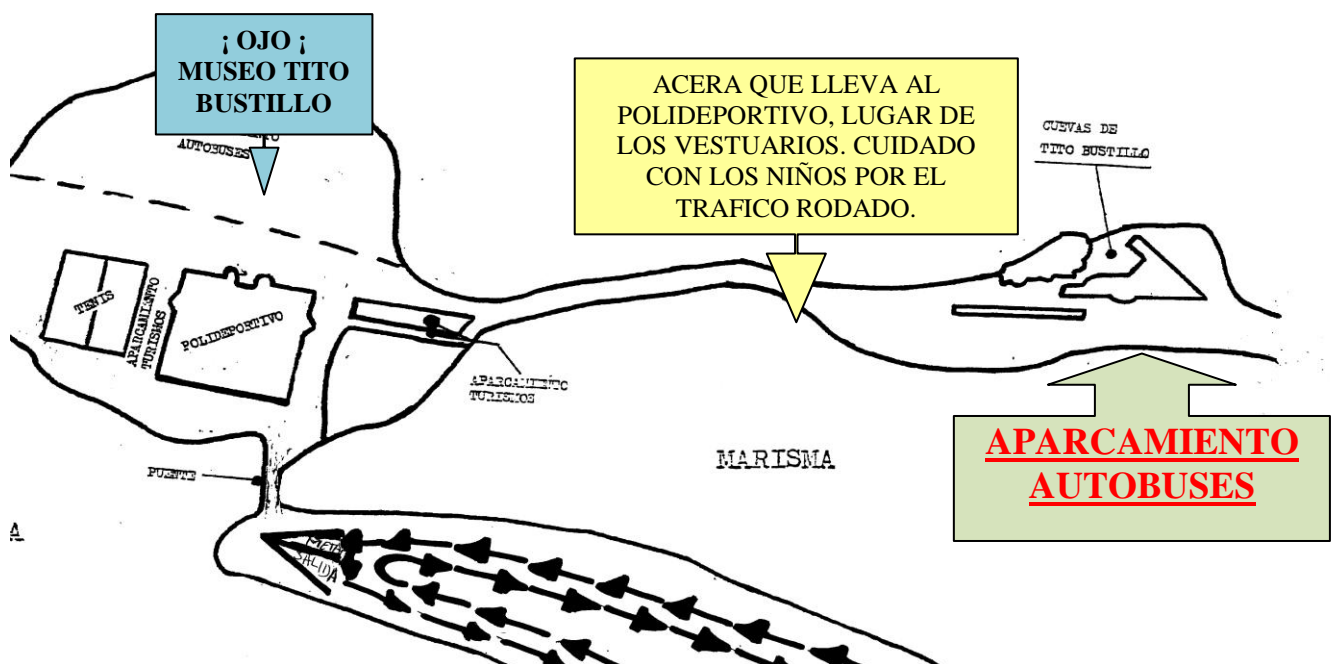 ¡ OJO ¡
MUSEO TITO
BUSTILLO
AUTOBUSES
ACERA QUE LLEVA AL
POLIDEPORTIVO, LUGAR DE
LOS VESTUARIOS. CUIDADO
CON LOS NIÑOS POR EL
TRAFICO RODADO.
CUEVAS DE
TITO BUSTILLO
TENIS
APARCAMIENTO
TURISMOS
POLIDEPORTIVO
APARCAMIENTO
TURISMOS
APARCAMIENTO
AUTOBUSES
MARISMA
PUENTE
A
META
SALIDA